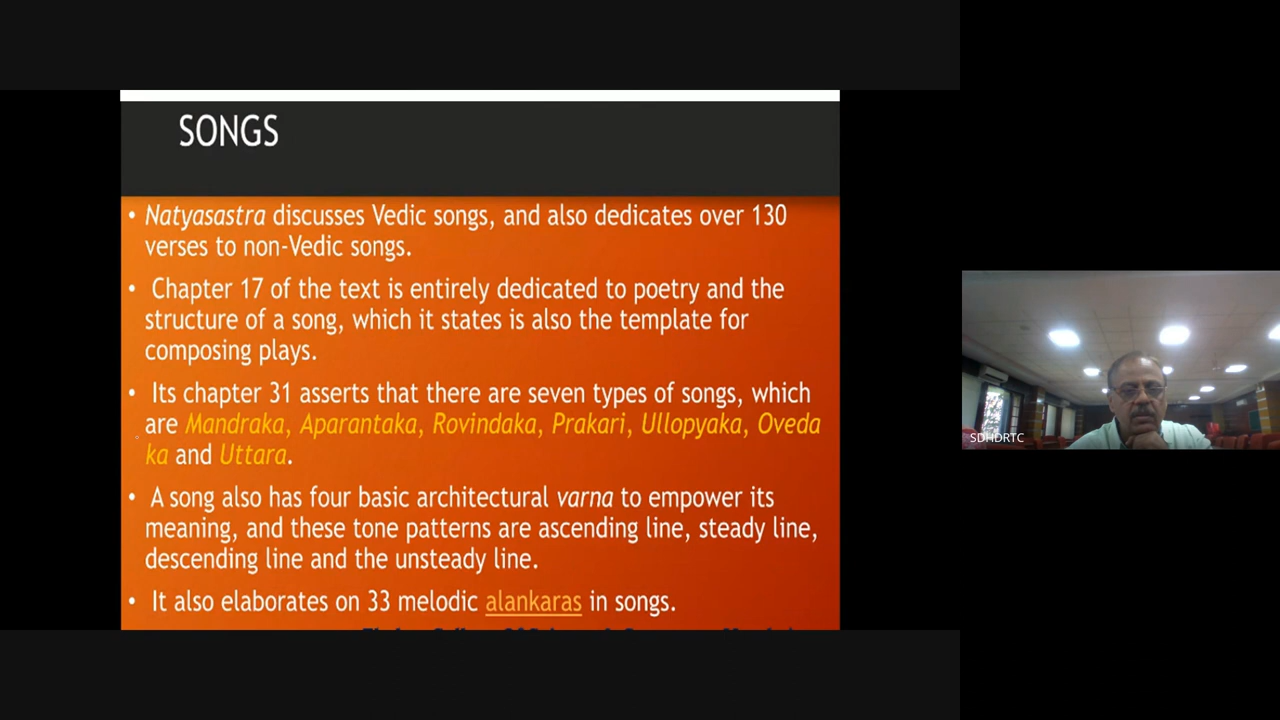 SONGS
• Natyasastra discusses Vedic songs, and also dedicates over 130
verses to non-Vedic songs.
• Chapter 17 of the text is entirely dedicated to poetry and the
structure of a song, which it states is also the template for
composing plays.
• Its chapter 31 asserts that there are seven types of songs, which
are Mandraka, Aparantaka, Rovindaka, Prakari, Ullopyaka, Oveda
ka and Uttara.
• A song also has four basic architectural varna to empower its
meaning, and these tone patterns are ascending line, steady line,
descending line and the unsteady line.
• It also elaborates on 33 melodic alankaras in songs.
SDHDRTC